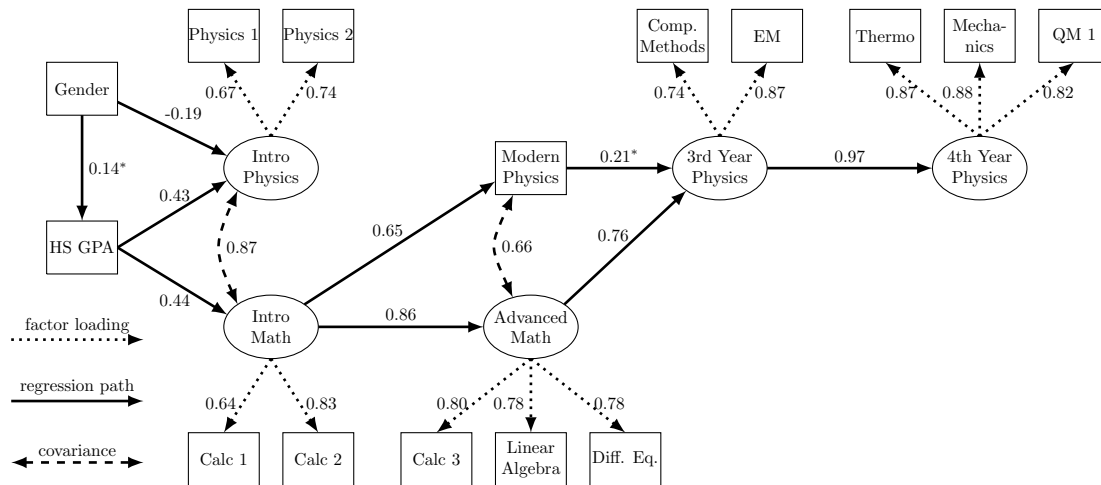 Physics 1
Physics 2
Comp.
Methods
EM
Thermo
Mecha-
nics
QM 1
Gender
0.67
0.74
0.74
0.87
0.87
0.88
0.82
-0.19
0.14*
Intro
Physics
Modern
Physics
0.21*
3rd Year
Physics
0.97
4th Year
Physics
0.43
HS GPA
0.87
0.65
0.66
0.76
0.44
Intro
Math
0.86
Advanced
Math
factor loading
regression path
covariance
0.64
0.83
0.80
0.78
0.78
Calc 1
Calc 2
Calc 3
Linear
Algebra
Diff. Eq.